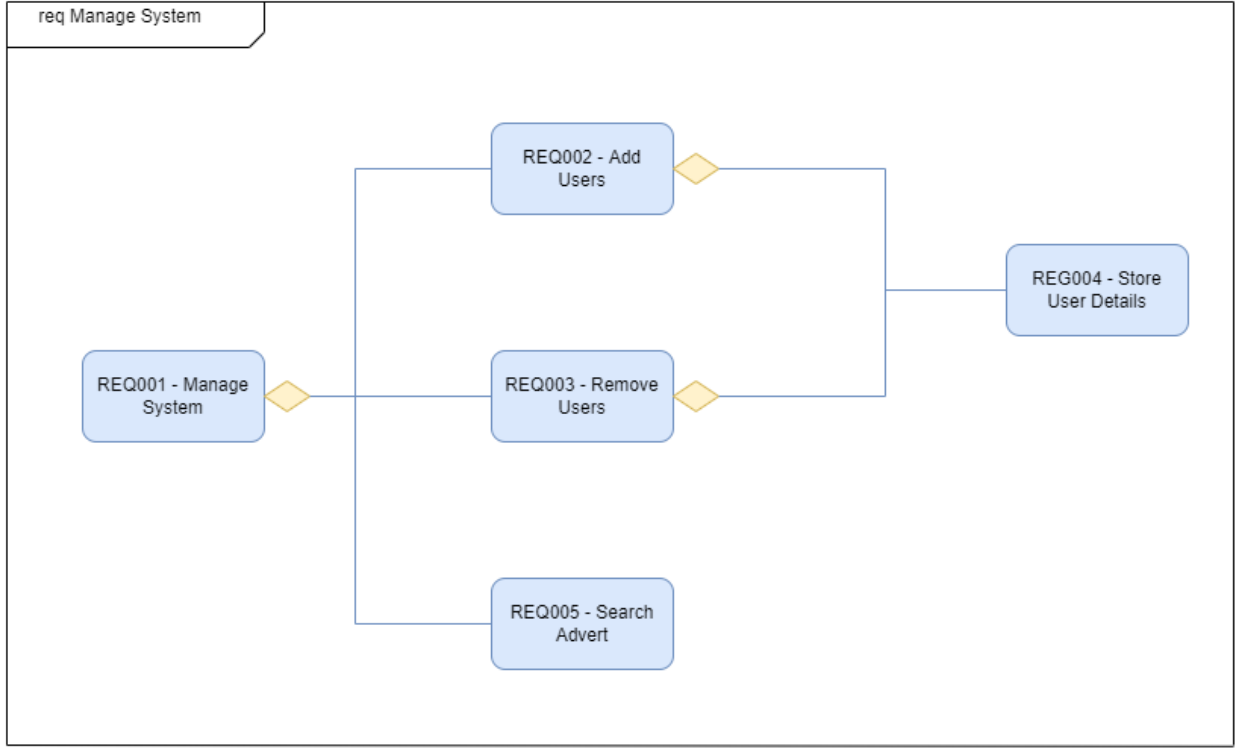 req Manage System
REQ002 - Add
Users
REG004 - Store
User Details
REQ001 - Manage
System
REQ003 - Remove
Users
REQ005 - Search
Advert